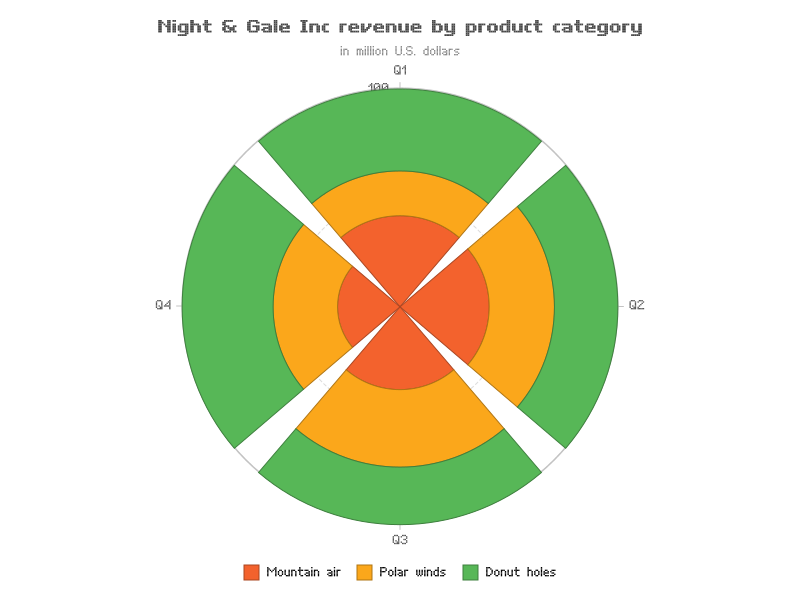 Night & Gale Inc revenue by product category
in million U.S. dollars
Q1
100
Q4
Q2
Q3
Mountain air Polar winds Donut holes